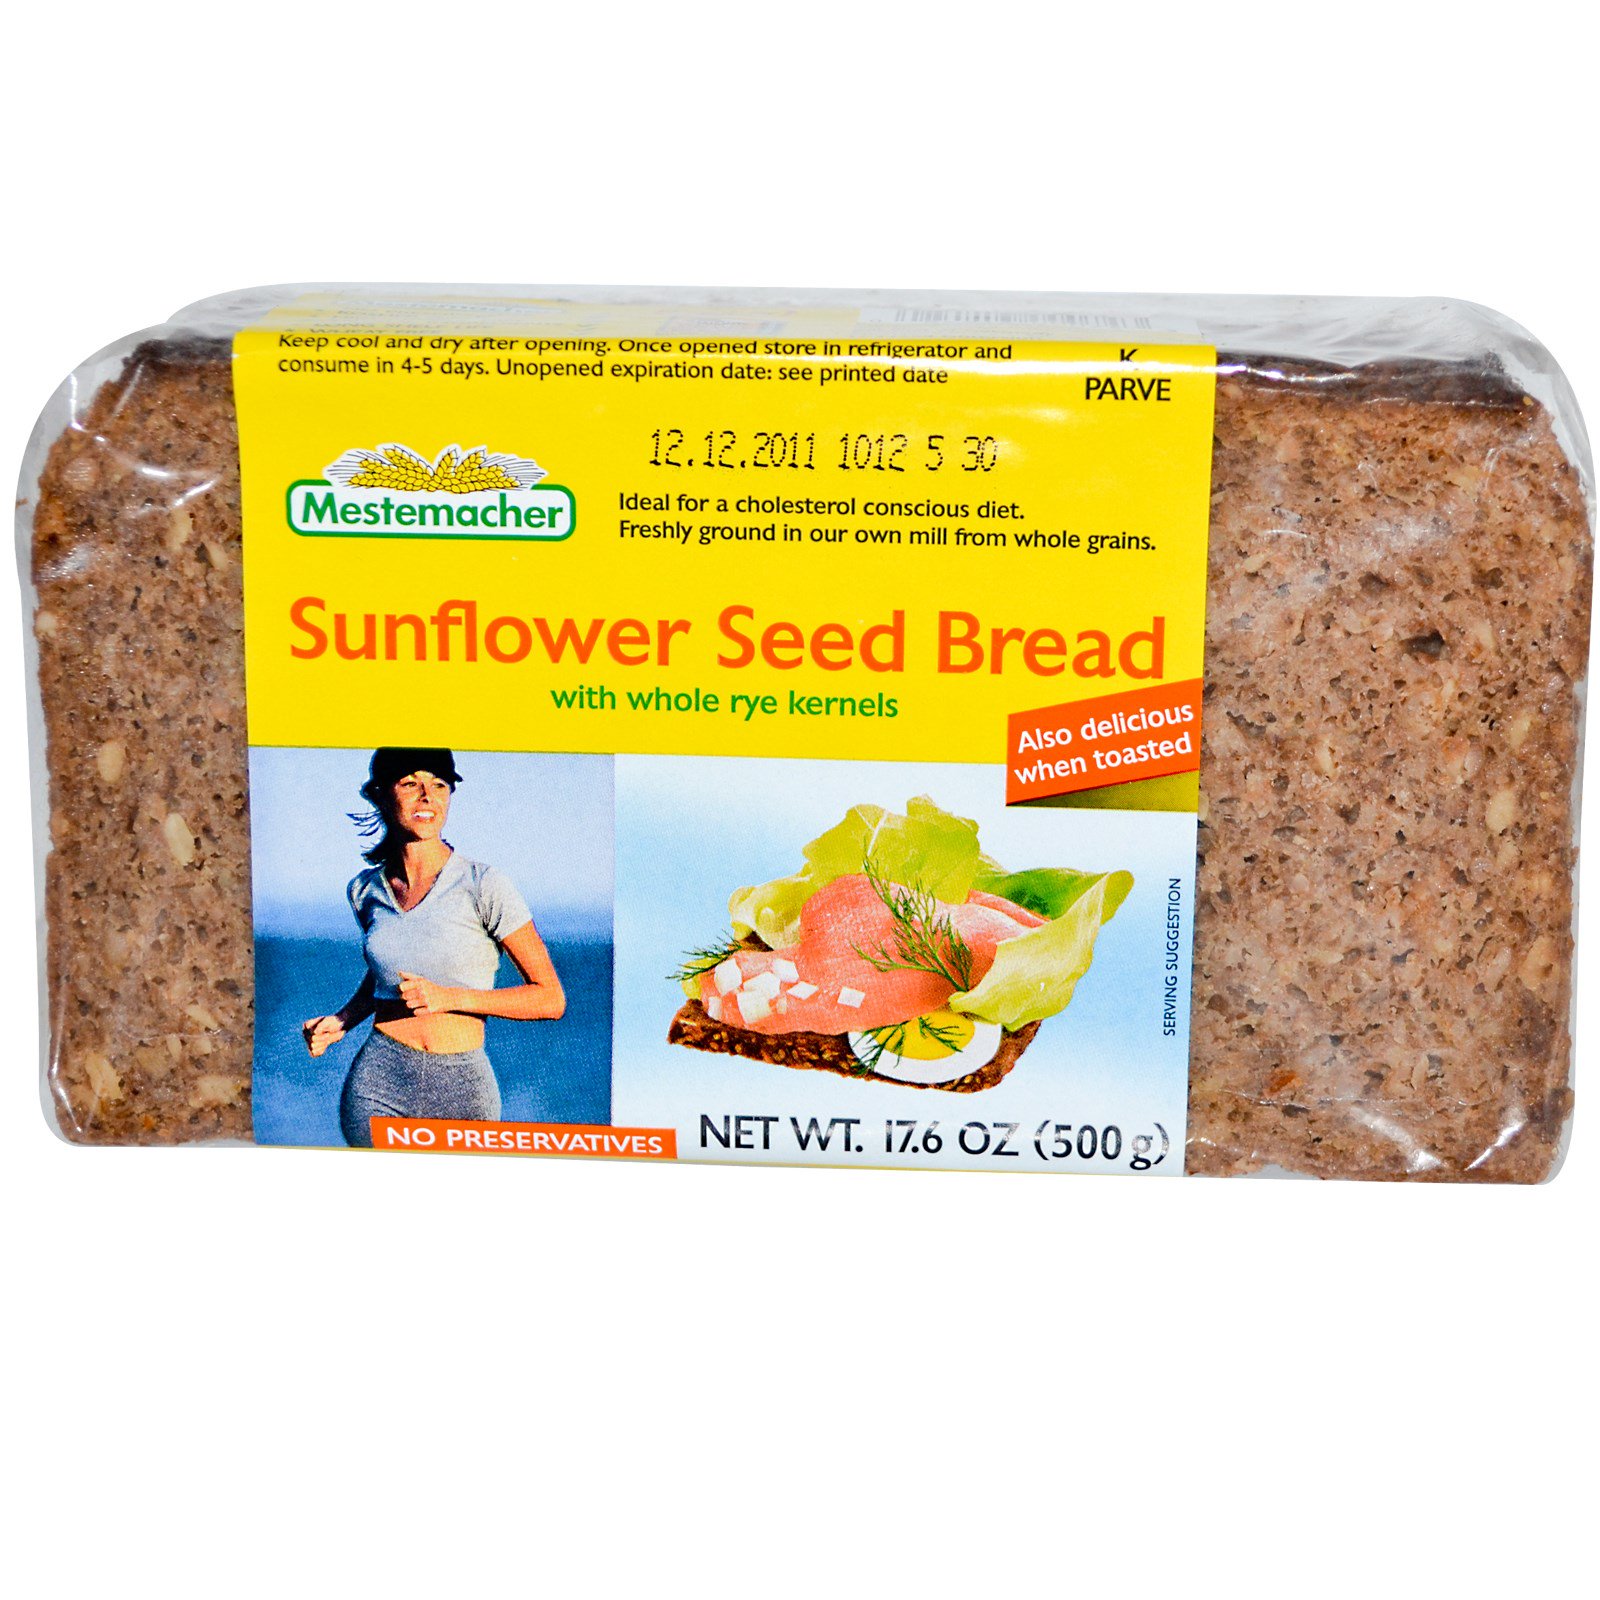 Keep cool and dry after opening. Once opened store in refrigerator and
consume in 4-5 days. Unopened expiration date: see printed date
K
PARVE
12.12.2011 1012 5 30
Mestemacher
Ideal for a cholesterol conscious diet.
Freshly ground in our own mill from whole grains.
Sunflower Seed Bread
with whole rye kernels
Also delicious
when toasted
SERVING SUGGESTION
NO PRESERVATIVES
NET WT. 17.6 OZ (500 g)